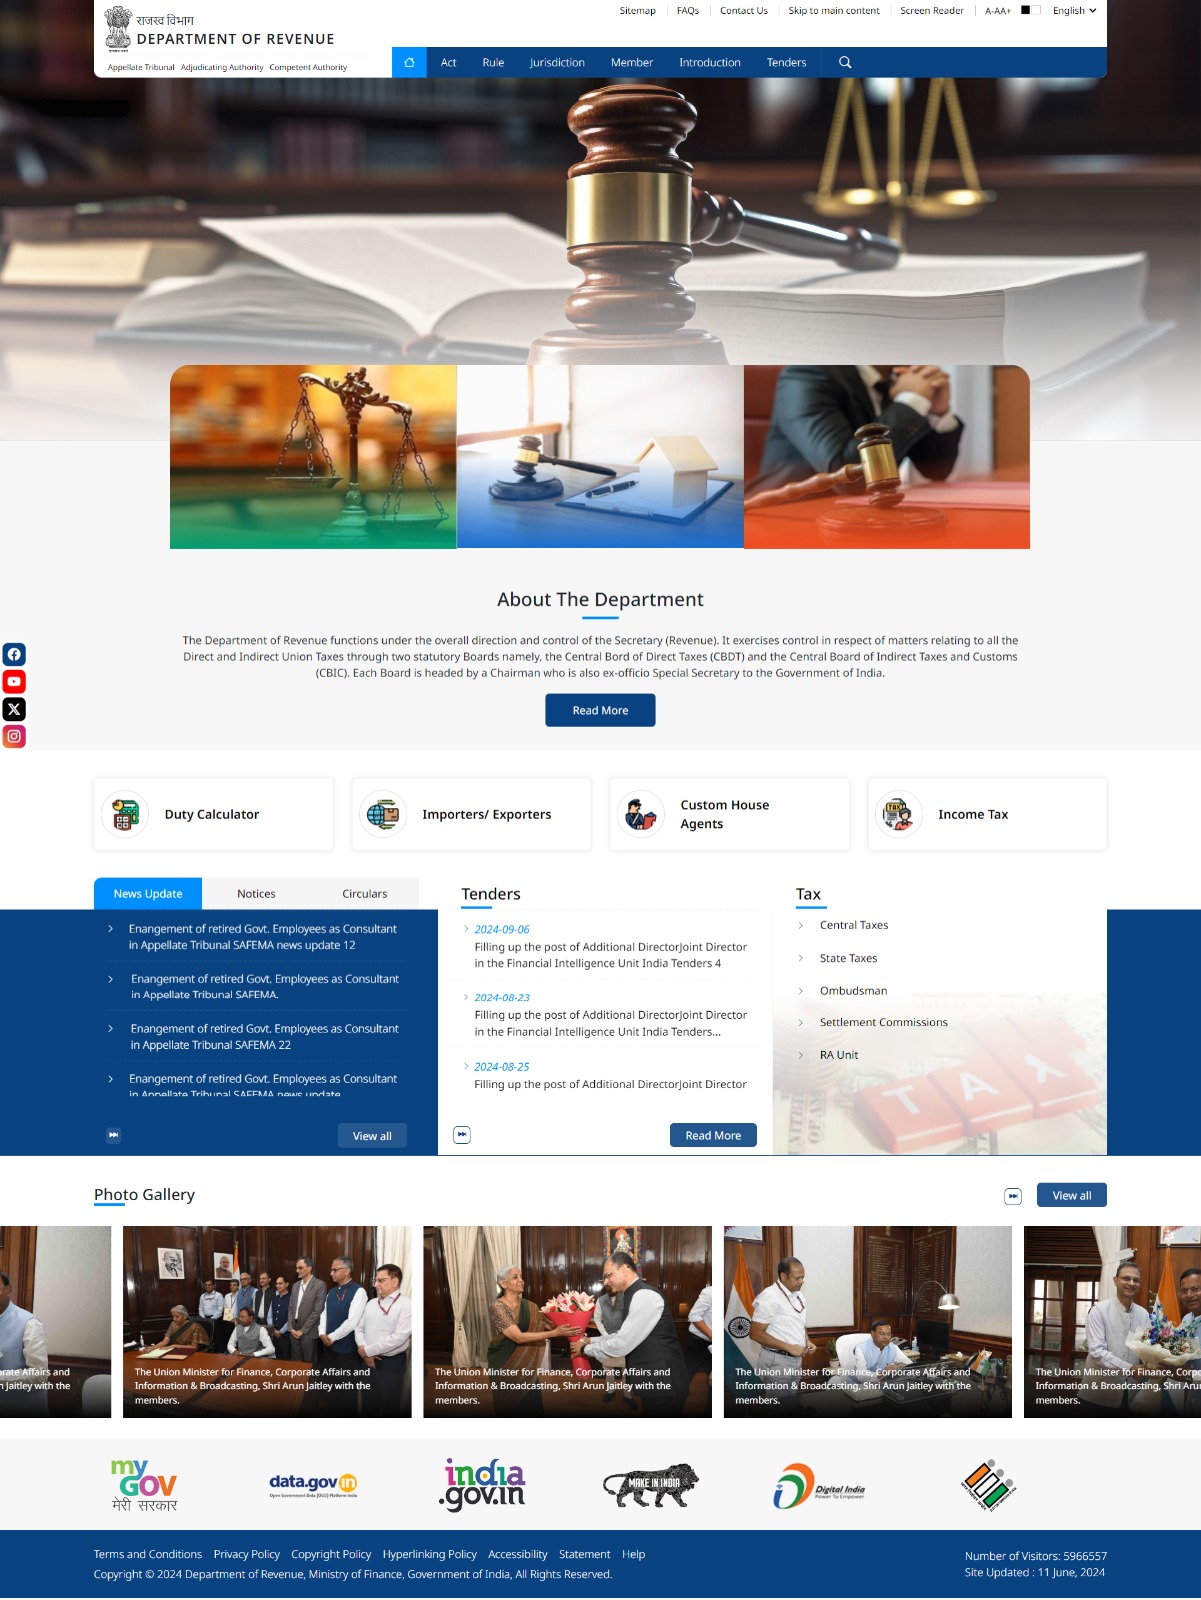 राजस्व विभाग
DEPARTMENT OF REVENUE
Appellate Tribunal Adjudicating Authority Competent Authority
Sitemap FAQs Contact Us Skip to main content Screen Reader A-AA+ English
Act Rule Jurisdiction Member Introduction Tenders
About The Department
The Department of Revenue functions under the overall direction and control of the Secretary (Revenue). It exercises control in respect of matters relating to all the
Direct and Indirect Union Taxes through two statutory Boards namely, the Central Bord of Direct Taxes (CBDT) and the Central Board of Indirect Taxes and Customs
(CBIC). Each Board is headed by a Chairman who is also ex-officio Special Secretary to the Government of India.
Read More
Duty Calculator
Importers/ Exporters
Custom House
Agents
TAX
Income Tax
News Update Notices Circulars
Enangement of retired Govt. Employees as Consultant
in Appellate Tribunal SAFEMA news update 12
Enangement of retired Govt. Employees as Consultant
in Appellate Tribunal SAFEMA.
Enangement of retired Govt. Employees as Consultant
in Appellate Tribunal SAFEMA 22
Enangement of retired Govt. Employees as Consultant
in Appellate Tribunal SAFEMA news update
View all
Tenders
2024-09-06
Filling up the post of Additional DirectorJoint Director
in the Financial Intelligence Unit India Tenders 4
2024-08-23
Filling up the post of Additional DirectorJoint Director
in the Financial Intelligence Unit India Tenders...
2024-08-25
Filling up the post of Additional DirectorJoint Director
Read More
Tax
Central Taxes
State Taxes
Ombudsman
Settlement Commissions
RA Unit
TAX
Photo Gallery
View all
rate Affairs and
n Jaitley with the
The Union Minister for Finance, Corporate Affairs and
Information & Broadcasting, Shri Arun Jaitley with the
members.
The Union Minister for Finance, Corporate Affairs and
Information & Broadcasting, Shri Arun Jaitley with the
members.
The Union Minister for Finance, Corporate Affairs and
Information & Broadcasting, Shri Arun Jaitley with the
members.
The Union Minister for Finance, Corpo
Information & Broadcasting, Shri Aru
members.
my
GOV
मेरी सरकार
data.gov in
Open Government Data (OGD) Platform India
india
.gov.in
MAKE IN INDIA
Digital India
Power To Empower
Terms and Conditions Privacy Policy Copyright Policy Hyperlinking Policy Accessibility Statement Help
Copyright © 2024 Department of Revenue, Ministry of Finance, Government of India, All Rights Reserved.
Number of Visitors: 5966557
Site Updated : 11 June, 2024